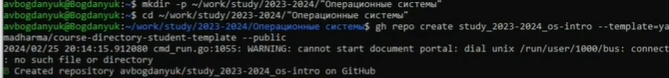 avbogdanyuk@Bogdanyuk:~$ mkdir -p ~/work/study/2023-2024/"Операционные системы"
avbogdanyuk@Bogdanyuk:~$ cd ~/work/study/2023-2024/"Операционные системы"
avbogdanyuk@Bogdanyuk:~/work/study/2023-2024/Операционные системы$ gh repo create study_2023-2024_os-intro --template=ya
madharma/course-directory-student-template --public
2024/02/25 20:14:15.912080 cmd_run.go:1055: WARNING: cannot start document portal: dial unix /run/user/1000/bus: connect
: no such file or directory
Created repository avbogdanyuk/study_2023-2024_os-intro on GitHub